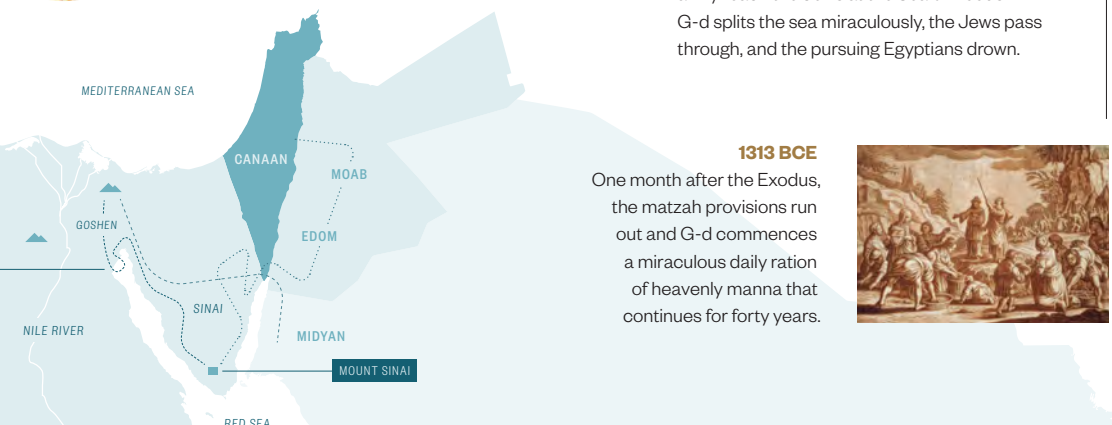 G-d splits the sea miraculously, the Jews pass
through, and the pursuing Egyptians drown.
MEDITERRANEAN SEA
CANAAN
MOAB
GOSHEN
EDOM
SINAI
NILE RIVER
MIDYAN
MOUNT SINAI
RED SEA
1313 BCE
One month after the Exodus,
the matzah provisions run
out and G-d commences
a miraculous daily ration
of heavenly manna that
continues for forty years.